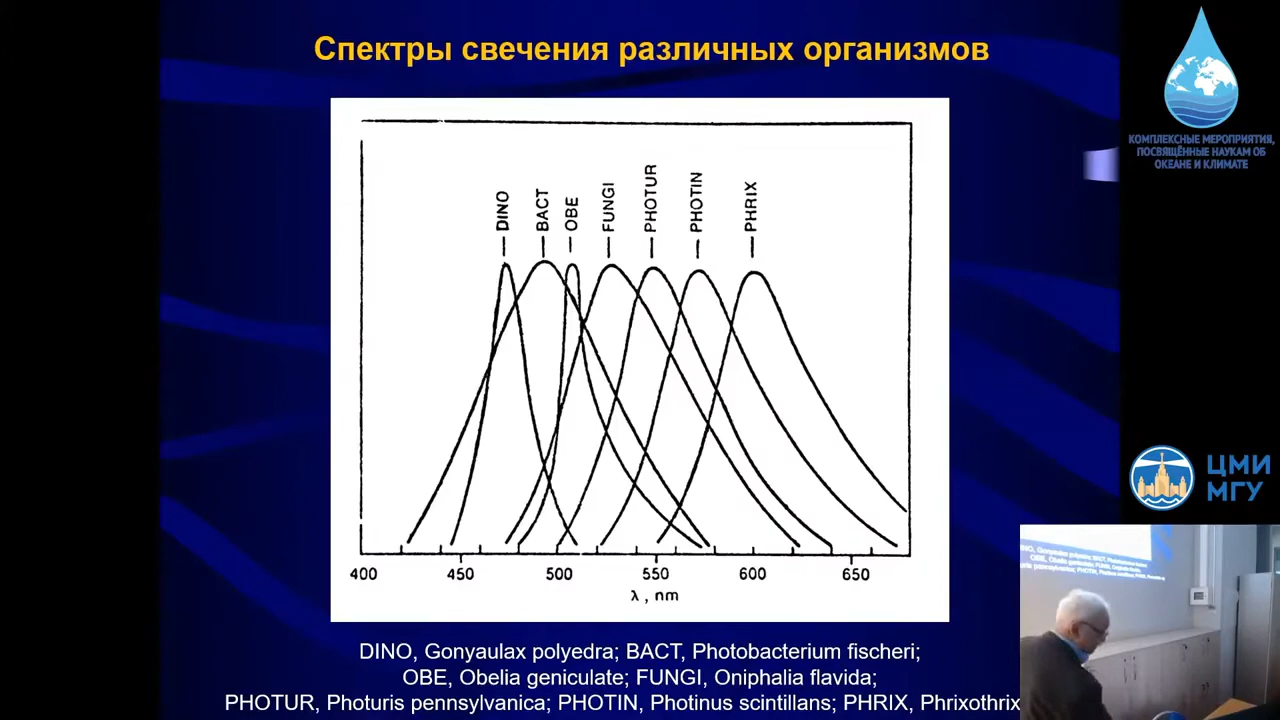 Спектры свечения различных организмов
КОМПЛЕКСНЫЕ МЕРОПРИЯТИЯ,
ПОСВЯЩЁННЫЕ НАУКАМ ОБ
ОКЕАНЕ И КЛИМАТЕ
DINO
BACT
OBE
FUNGI
PHOTUR
PHOTIN
PHRIX
400 450 500 550 600 650
λ, nm
ЦМИ
МГУ
DINO, Gonyaulax polyedra; BACT, Photobacterium fischeri;
OBE, Obelia geniculate; FUNGI, Oniphalia flavida;
PHOTUR, Photuris pennsylvanica; PHOTIN, Photinus scintillans; PHRIX, Phrixothrix